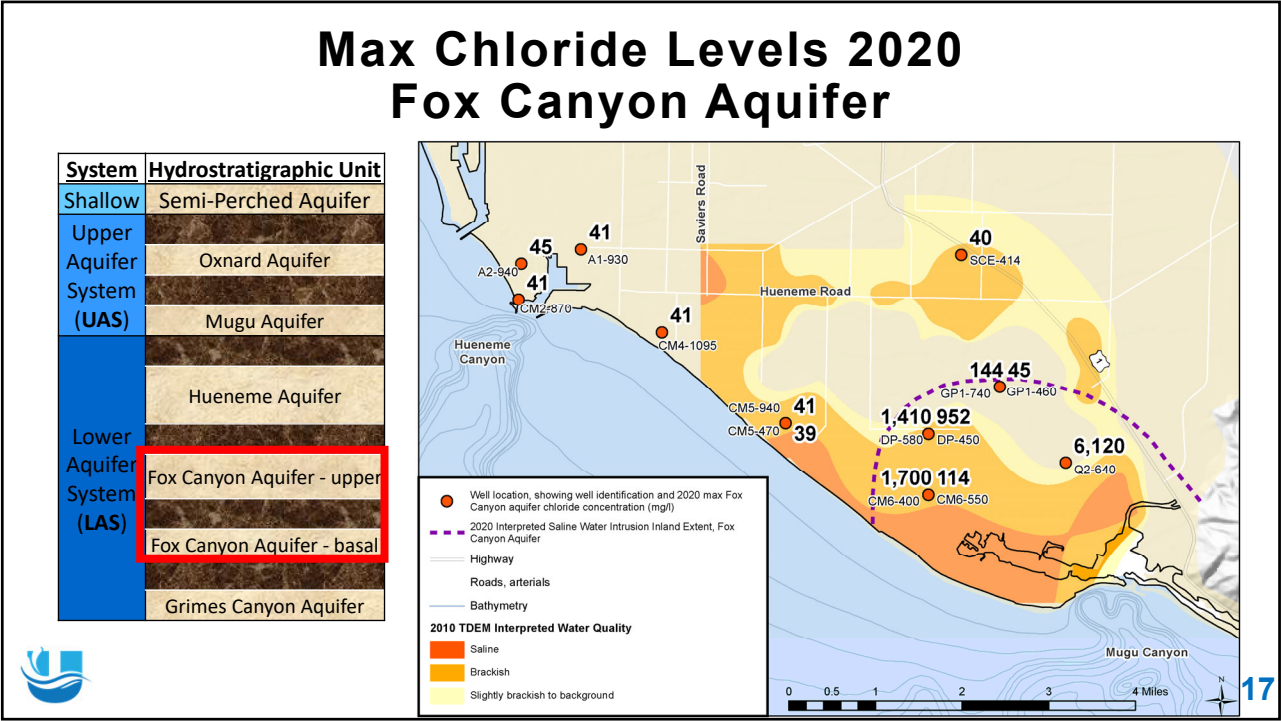 Max Chloride Levels 2020
Fox Canyon Aquifer
System Hydrostratigraphic Unit
Shallow Semi-Perched Aquifer
Upper
Aquifer
System
(UAS)
Oxnard Aquifer
Mugu Aquifer
Lower
Aquifer
System
(LAS)
Hueneme Aquifer
Fox Canyon Aquifer - upper
Fox Canyon Aquifer - basal
Grimes Canyon Aquifer
Saviers Road
Hueneme Road
45
A2-940
41
A1-930
41
CM2-870
41
CM4-1095
40
SCE-414
Hueneme
Canyon
1
144 45
GP1-740 GP1-460
CM5-940 41
CM5-470 39
1,410 952
DP-580 DP-450
6,120
Q2-640
1,700 114
CM6-400 CM6-550
Mugu Canyon
Well location, showing well identification and 2020 max Fox
Canyon aquifer chloride concentration (mg/l)
2020 Interpreted Saline Water Intrusion Inland Extent, Fox
Canyon Aquifer
Highway
Roads, arterials
Bathymetry
2010 TDEM Interpreted Water Quality
Saline
Brackish
Slightly brackish to background
0 0.5 1 2 3 4 Miles
N
17